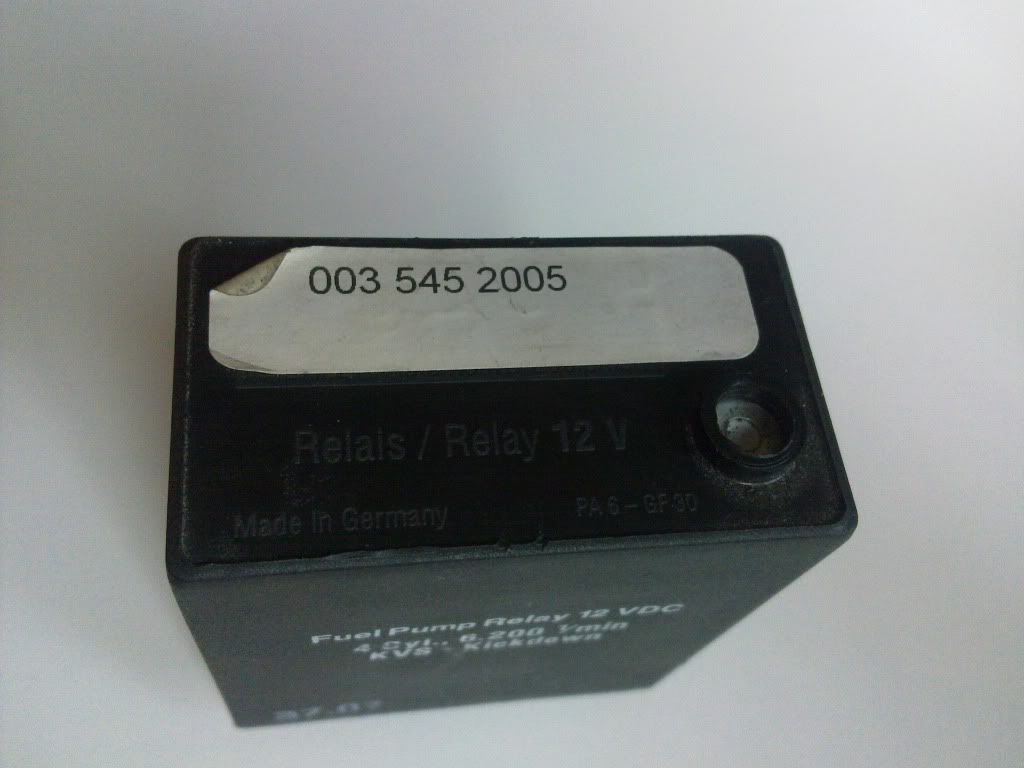 003 545 2005
Relais / Relay 12 V
Made in Germany
PA 6 - GF 30
Fuel Pump Relay 12 VDC
4 Cyl., 6.200 1/min
KVS - Kickdown